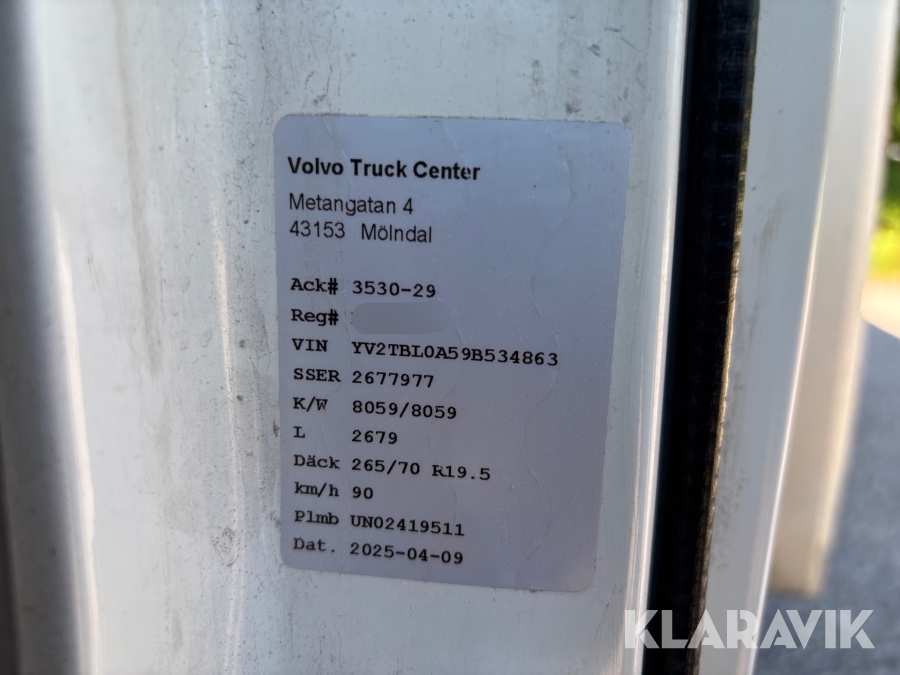 Volvo Truck Center
Metangatan 4
43153 Mölndal
Ack# 3530-29
Reg#
VIN YV2TBL0A59B534863
SSER 2677977
K/W 8059/8059
L 2679
Däck 265/70 R19.5
km/h 90
Plmb UN02419511
Dat. 2025-04-09
KLARAVIK